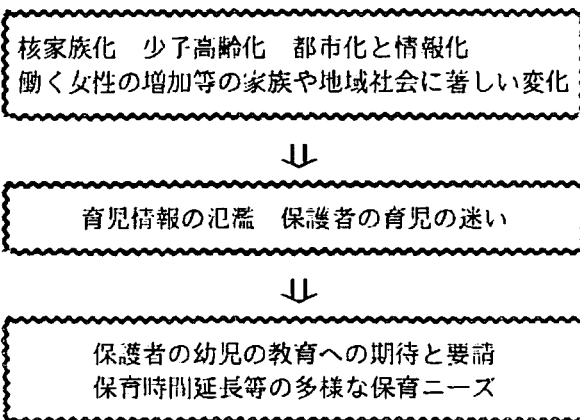 核家族化　少子高齢化　都市化と情報化
働く女性の増加等の家族や地域社会に著しい変化
⇓
育児情報の氾濫　保護者の育児の迷い
⇓
保護者の幼児の教育への期待と要請
保育時間延長等の多様な保育ニーズ